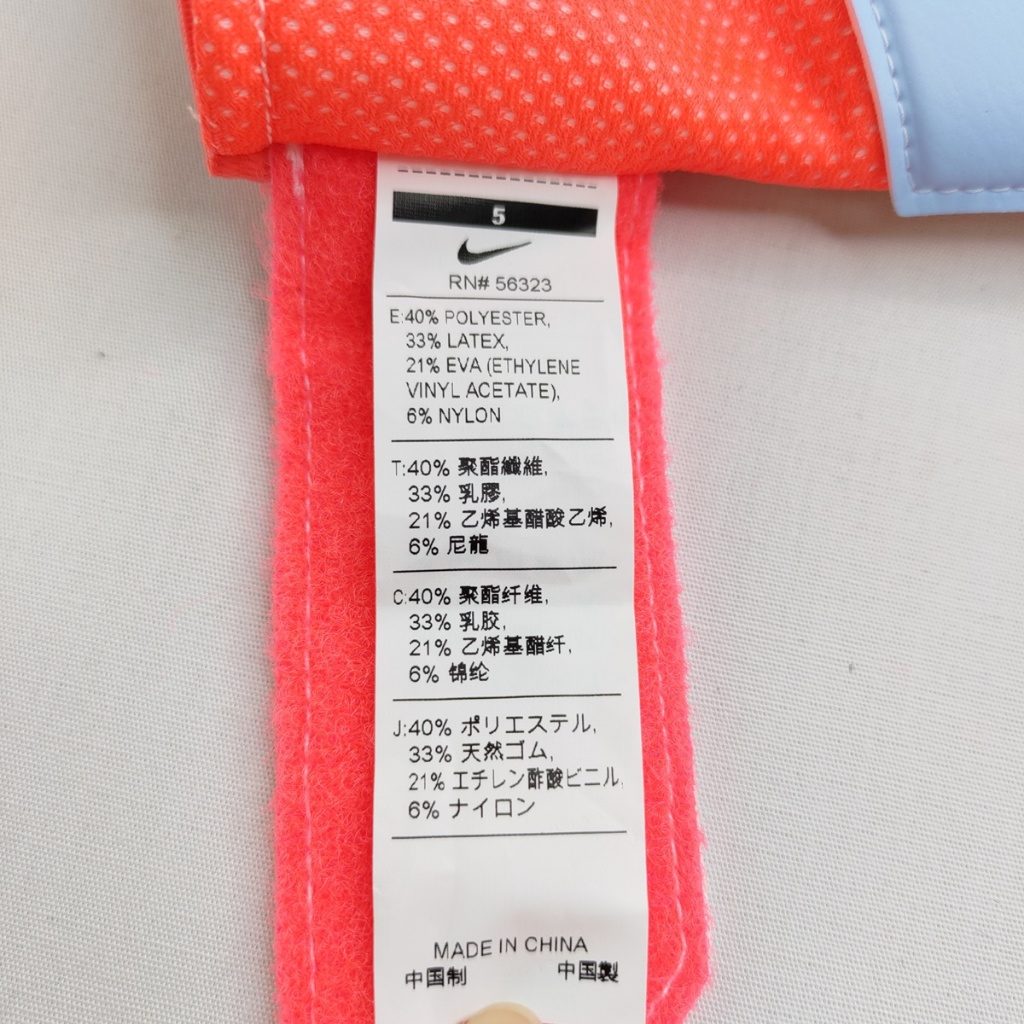 5
RN# 56323
E:40% POLYESTER,
33% LATEX,
21% EVA (ETHYLENE
VINYL ACETATE),
6% NYLON
T:40% 聚酯纖維,
33% 乳膠,
21% 乙烯基醋酸乙烯,
6% 尼龍
C:40% 聚酯纤维,
33% 乳胶,
21% 乙烯基醋纤,
6% 锦纶
J:40% ポリエステル,
33% 天然ゴム,
21% エチレン酢酸ビニル,
6% ナイロン
MADE IN CHINA
中国制 中国製